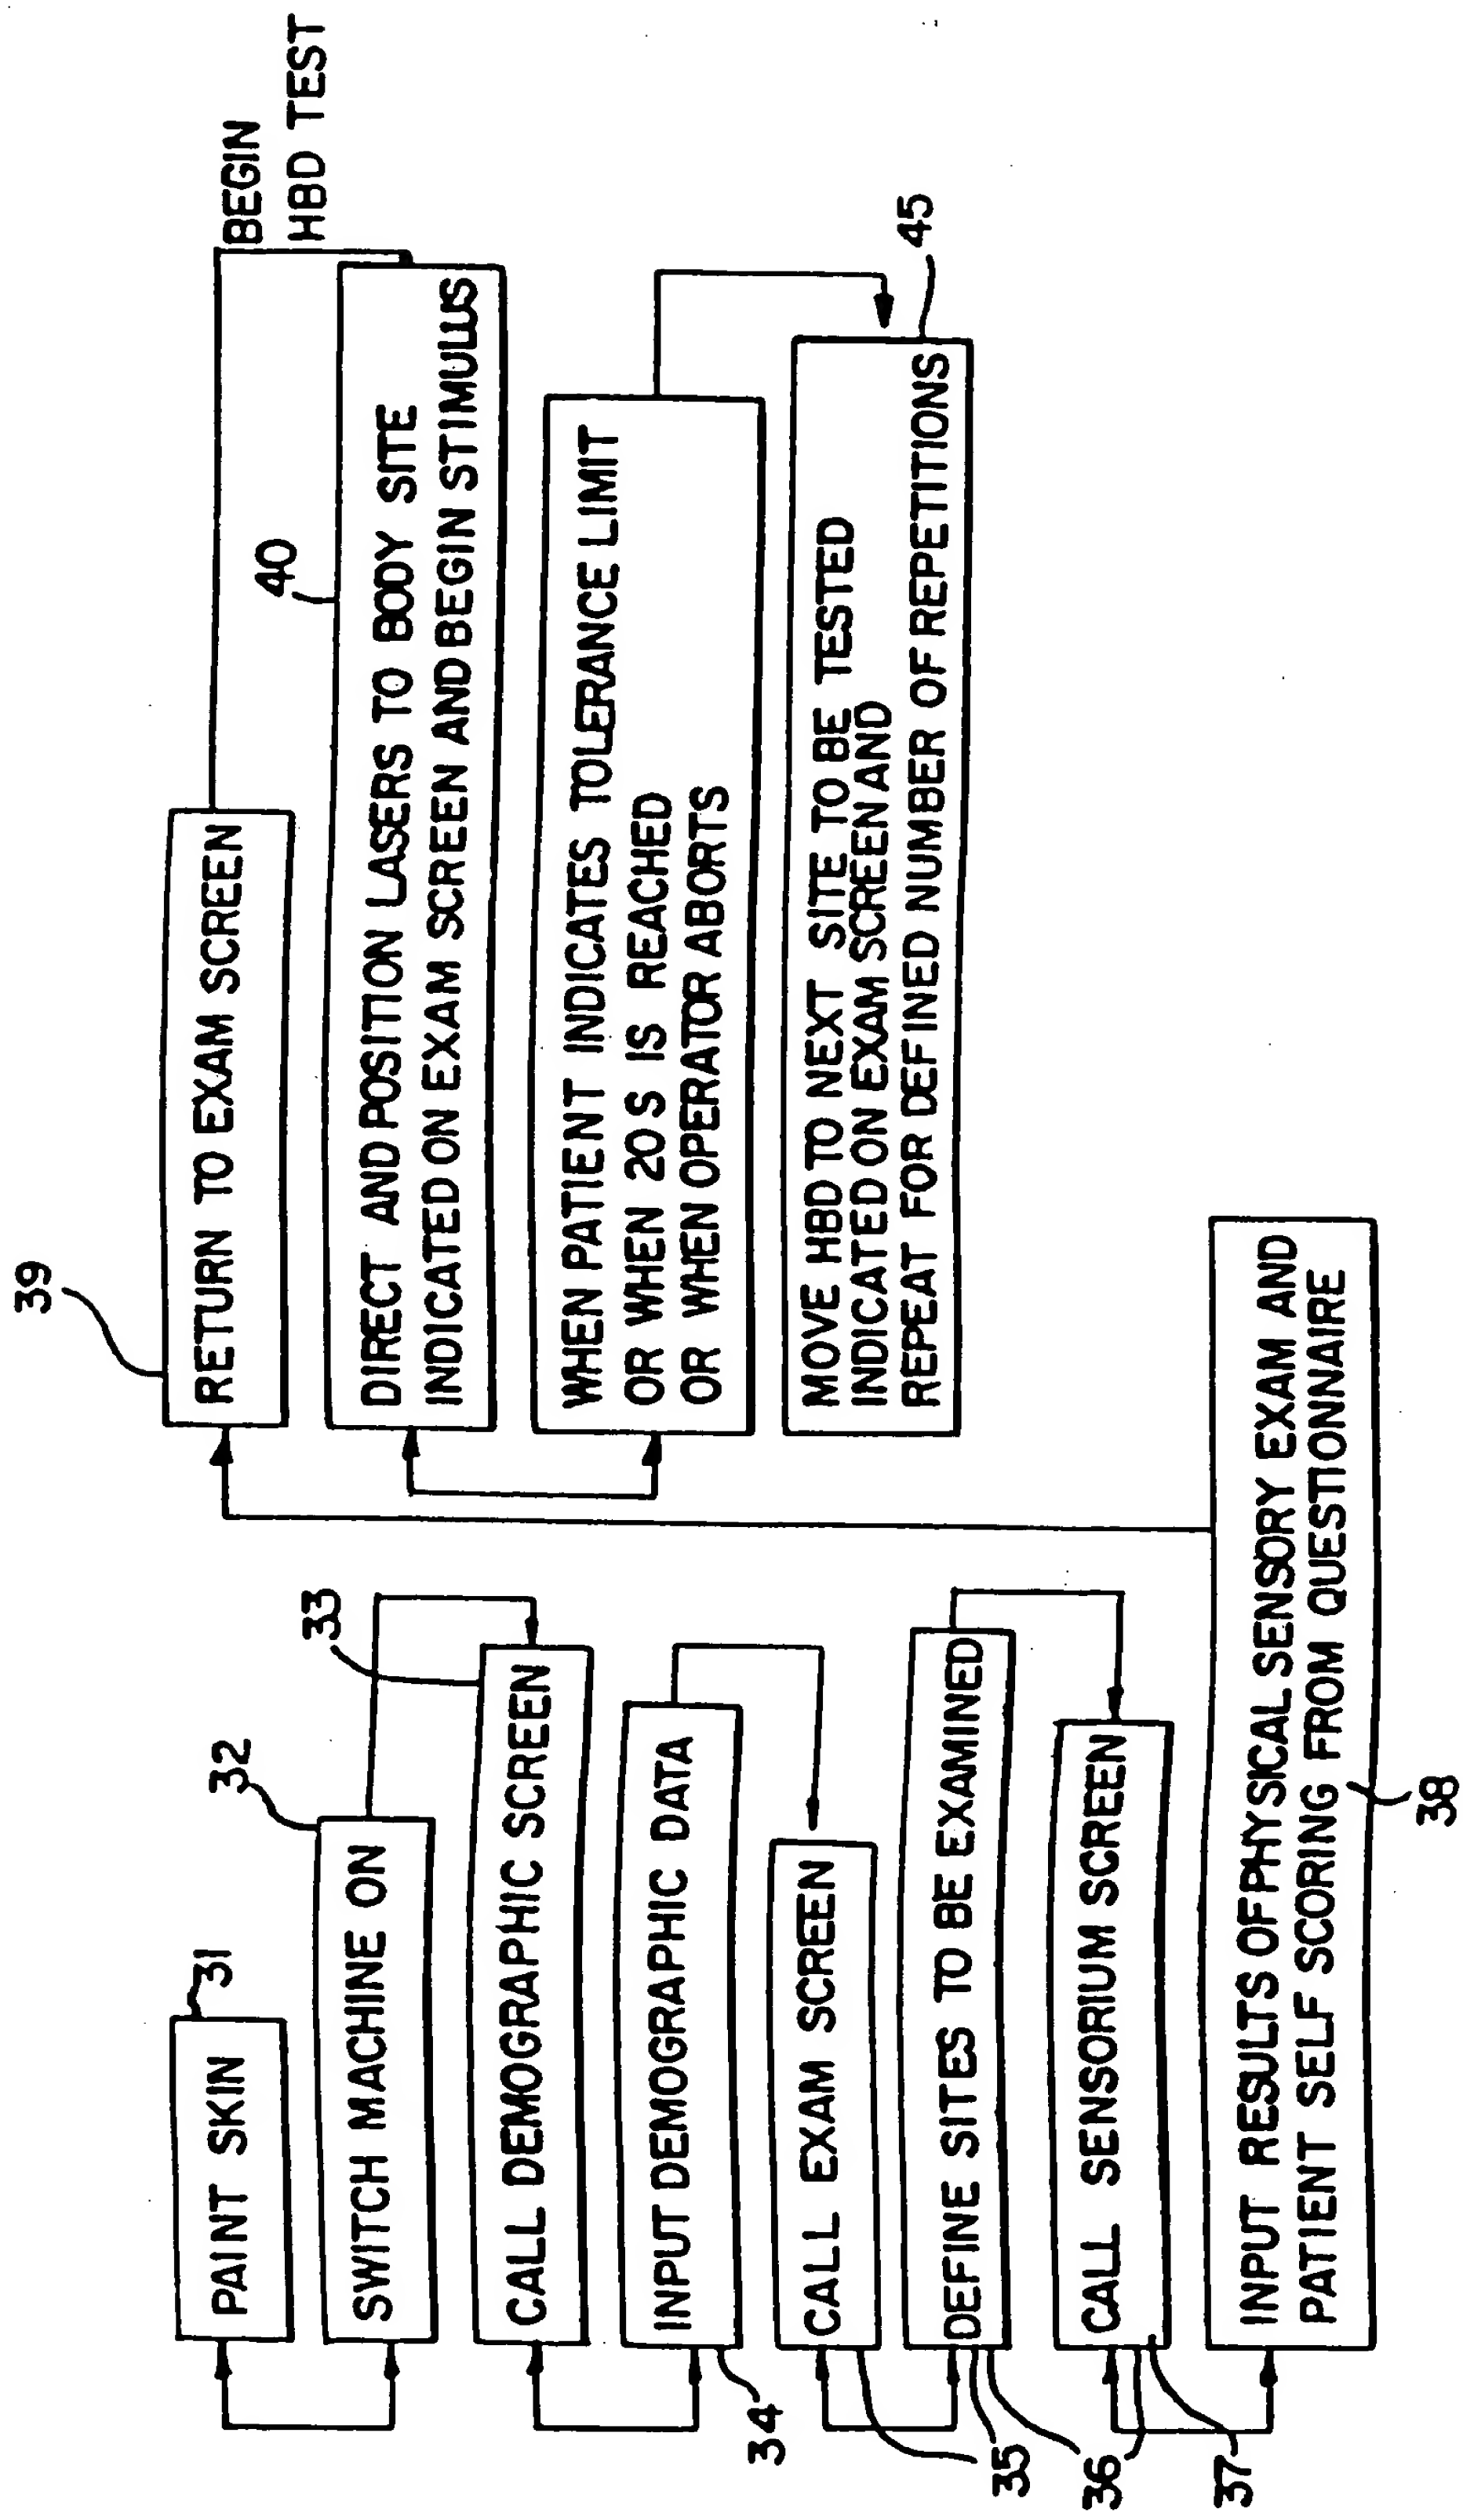 31
PAINT SKIN
32
SWITCH MACHINE ON
33
CALL DEMOGRAPHIC SCREEN
INPUT DEMOGRAPHIC DATA
34
CALL EXAM SCREEN
35
DEFINE SITES TO BE EXAMINED
36
CALL SENSORIUM SCREEN
37
INPUT RESULTS OF PHYSICAL SENSORY EXAM AND
PATIENT SELF SCORING FROM QUESTIONNAIRE
38
39
RETURN TO EXAM SCREEN
BEGIN
HBD TEST
40
DIRECT AND POSITION LASERS TO BODY SITE
INDICATED ON EXAM SCREEN AND BEGIN STIMULUS
WHEN PATIENT INDICATES TOLERANCE LIMIT
OR WHEN 20 S IS REACHED
OR WHEN OPERATOR ABORTS
45
MOVE HBD TO NEXT SITE TO BE TESTED
INDICATED ON EXAM SCREEN AND
REPEAT FOR DEFINED NUMBER OF REPETITIONS